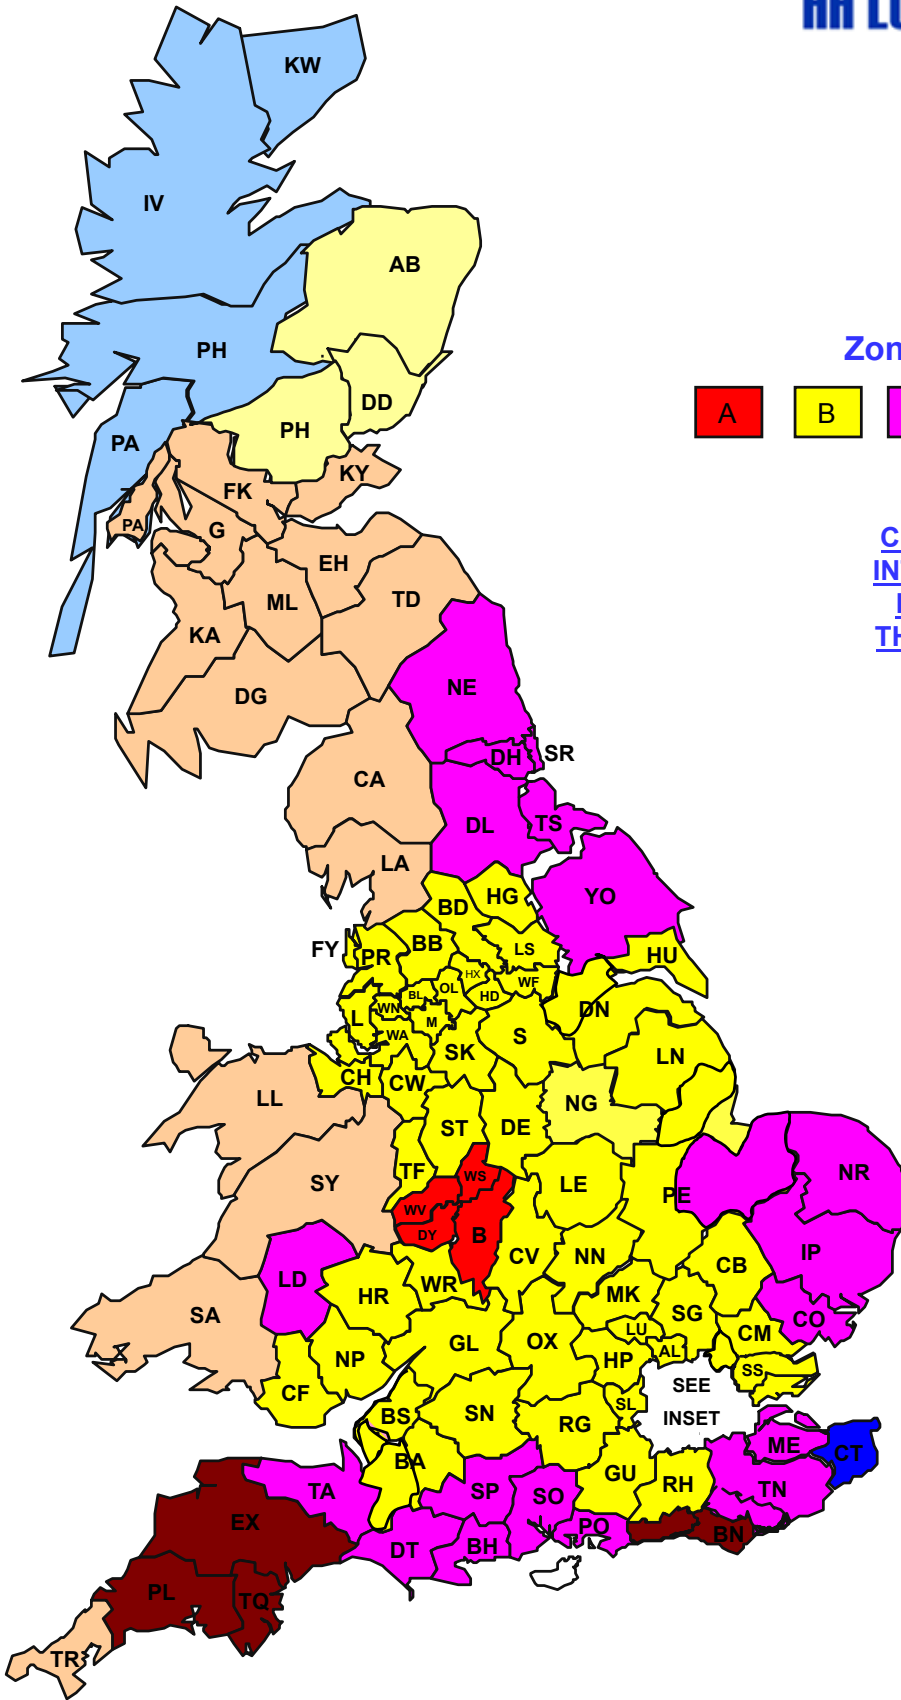 KW
IV
AB
Zon
PH
A
B
DD
PH
PA
KY
FK
PA
G
C
EH
IN
ML
TD
KA
TH
NE
DG
DH
SR
CA
DL
TS
LA
YO
HG
BD
FY
BB
LS
PR
HU
HX
OL
WF
BL
HD
WN
DN
L
M
WA
S
SK
LN
CH
CW
LL
NG
ST
DE
TF
NR
WS
SY
LE
PE
WV
DY
B
IP
CV
NN
CB
LD
WR
HR
MK
SG
SA
CO
LU
CM
GL
OX
AL
NP
HP
SS
SEE
CF
SL
INSET
BS
SN
RG
ME
CT
BA
GU
RH
TN
TA
SP
SO
EX
PO
BN
DT
BH
PL
TQ
TR